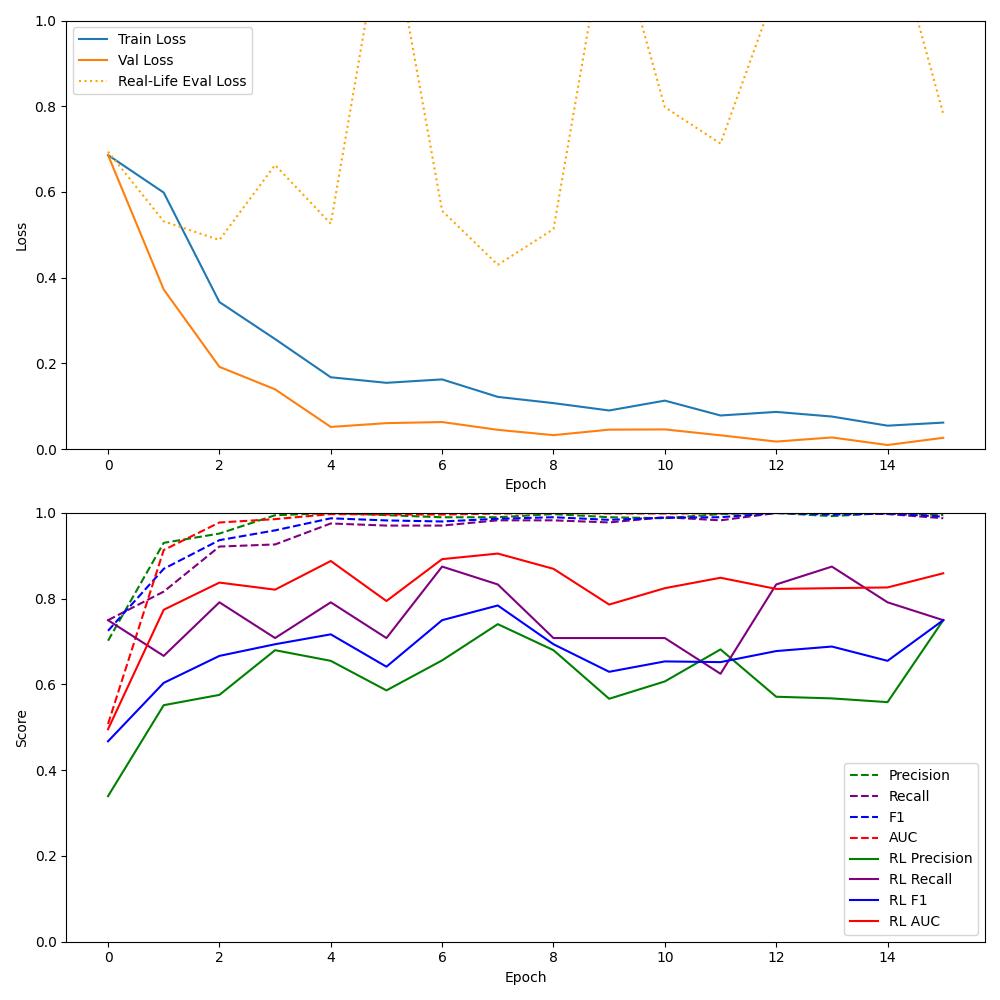 1.0
0.8
0.6
0.4
0.2
0.0
Loss
Train Loss
Val Loss
Real-Life Eval Loss
0 2 4 6 8 10 12 14
Epoch
1.0
0.8
0.6
0.4
0.2
0.0
Score
Precision
Recall
F1
AUC
RL Precision
RL Recall
RL F1
RL AUC
0 2 4 6 8 10 12 14
Epoch